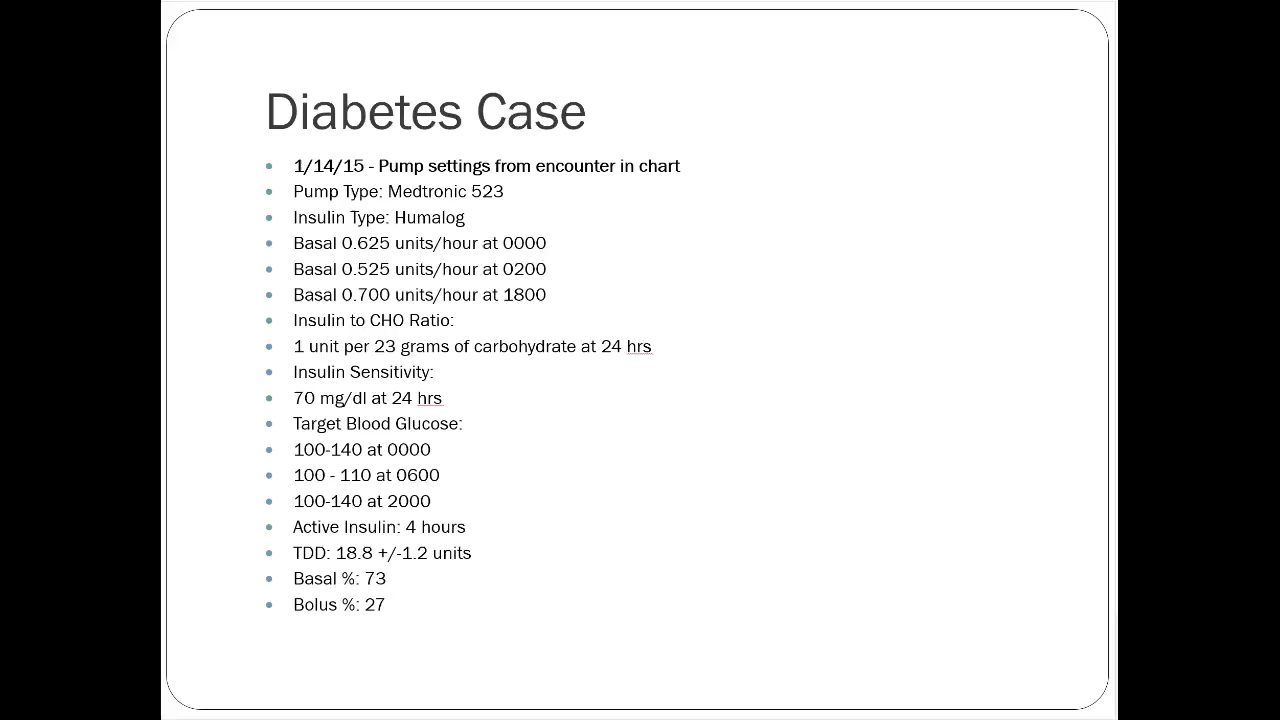 Diabetes Case
1/14/15 - Pump settings from encounter in chart
Pump Type: Medtronic 523
Insulin Type: Humalog
Basal 0.625 units/hour at 0000
Basal 0.525 units/hour at 0200
Basal 0.700 units/hour at 1800
Insulin to CHO Ratio:
1 unit per 23 grams of carbohydrate at 24 hrs
Insulin Sensitivity:
70 mg/dl at 24 hrs
Target Blood Glucose:
100-140 at 0000
100 - 110 at 0600
100-140 at 2000
Active Insulin: 4 hours
TDD: 18.8 +/-1.2 units
Basal %: 73
Bolus %: 27